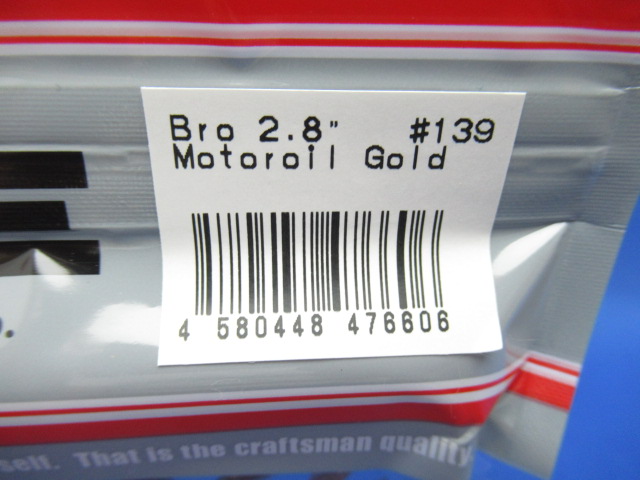 Bro 2.8" #139
Motoroil Gold
4 580448 476606
self. That is the craftsman quality